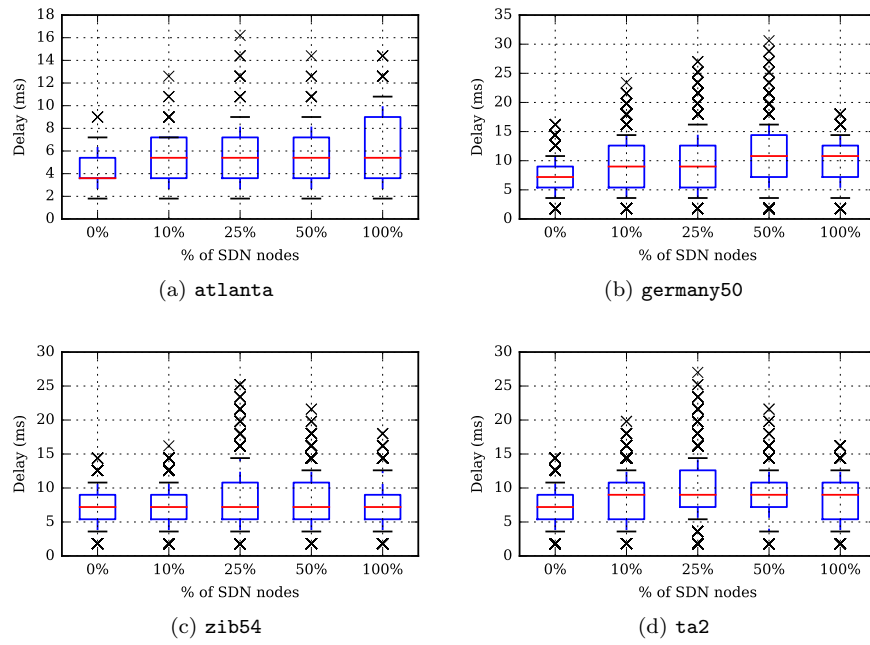 18
16
14
12
10
8
6
4
2
0
Delay (ms)
0% 10% 25% 50% 100%
% of SDN nodes
(a) atlanta
35
30
25
20
15
10
5
0
Delay (ms)
0% 10% 25% 50% 100%
% of SDN nodes
(b) germany50
30
25
20
15
10
5
0
Delay (ms)
0% 10% 25% 50% 100%
% of SDN nodes
(c) zib54
30
25
20
15
10
5
0
Delay (ms)
0% 10% 25% 50% 100%
% of SDN nodes
(d) ta2